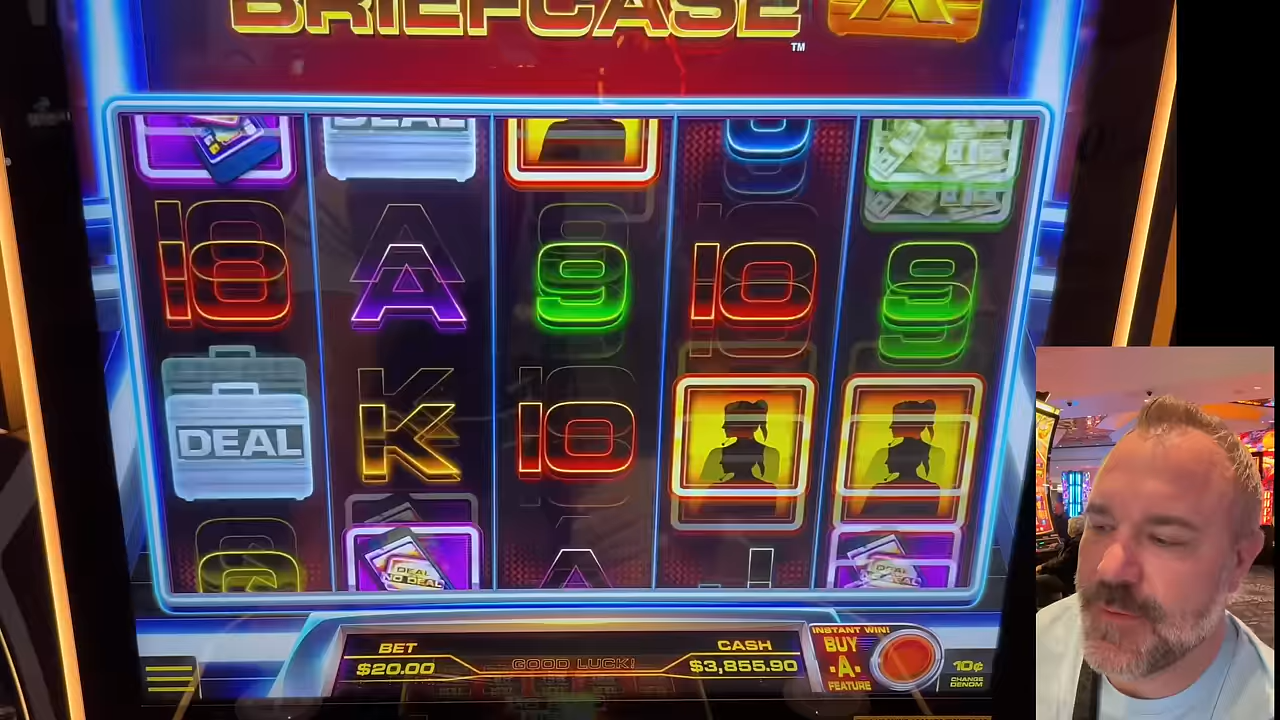 BRIEFCASE
X
TM
DEAL
10 A 9 10 9
DEAL K 10
DEAL
NO DEAL
A
J
DEAL
NO DEAL
BET
$20.00
GOOD LUCK!
CASH
$3,855.90
INSTANT WIN!
BUY
-A-
FEATURE
10¢
CHANGE
DENOM